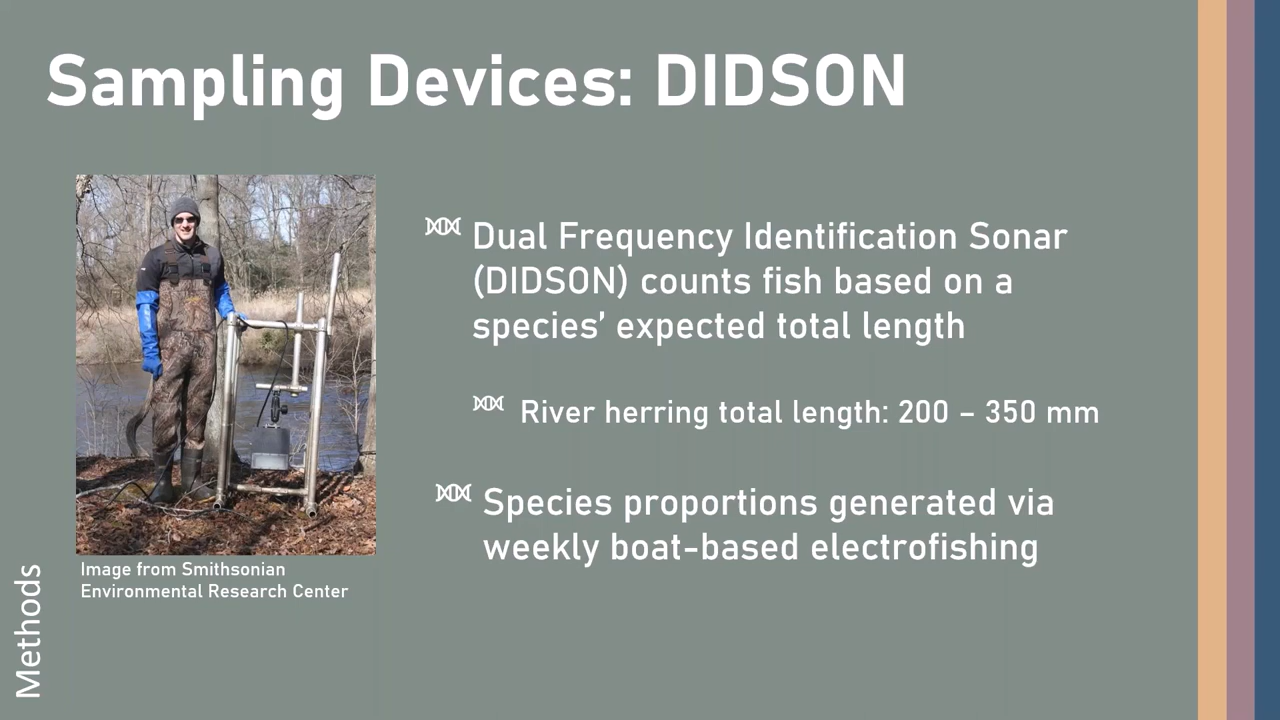 Sampling Devices: DIDSON
Dual Frequency Identification Sonar
(DIDSON) counts fish based on a
species’ expected total length
River herring total length: 200 – 350 mm
Species proportions generated via
weekly boat-based electrofishing
Image from Smithsonian
Environmental Research Center
Methods